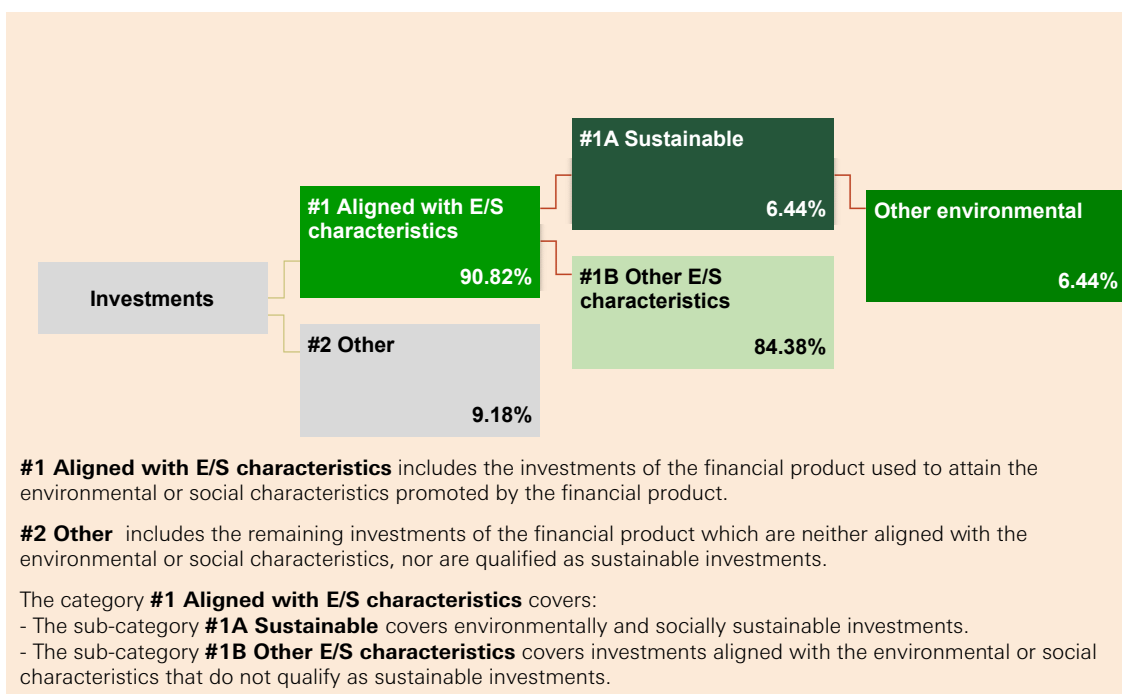 #1A Sustainable
6.44%
#1 Aligned with E/S
characteristics
90.82%
Other environmental
6.44%
Investments
#1B Other E/S
characteristics
84.38%
#2 Other
9.18%
#1 Aligned with E/S characteristics includes the investments of the financial product used to attain the
environmental or social characteristics promoted by the financial product.
#2 Other includes the remaining investments of the financial product which are neither aligned with the
environmental or social characteristics, nor are qualified as sustainable investments.
The category #1 Aligned with E/S characteristics covers:
- The sub-category #1A Sustainable covers environmentally and socially sustainable investments.
- The sub-category #1B Other E/S characteristics covers investments aligned with the environmental or social
characteristics that do not qualify as sustainable investments.